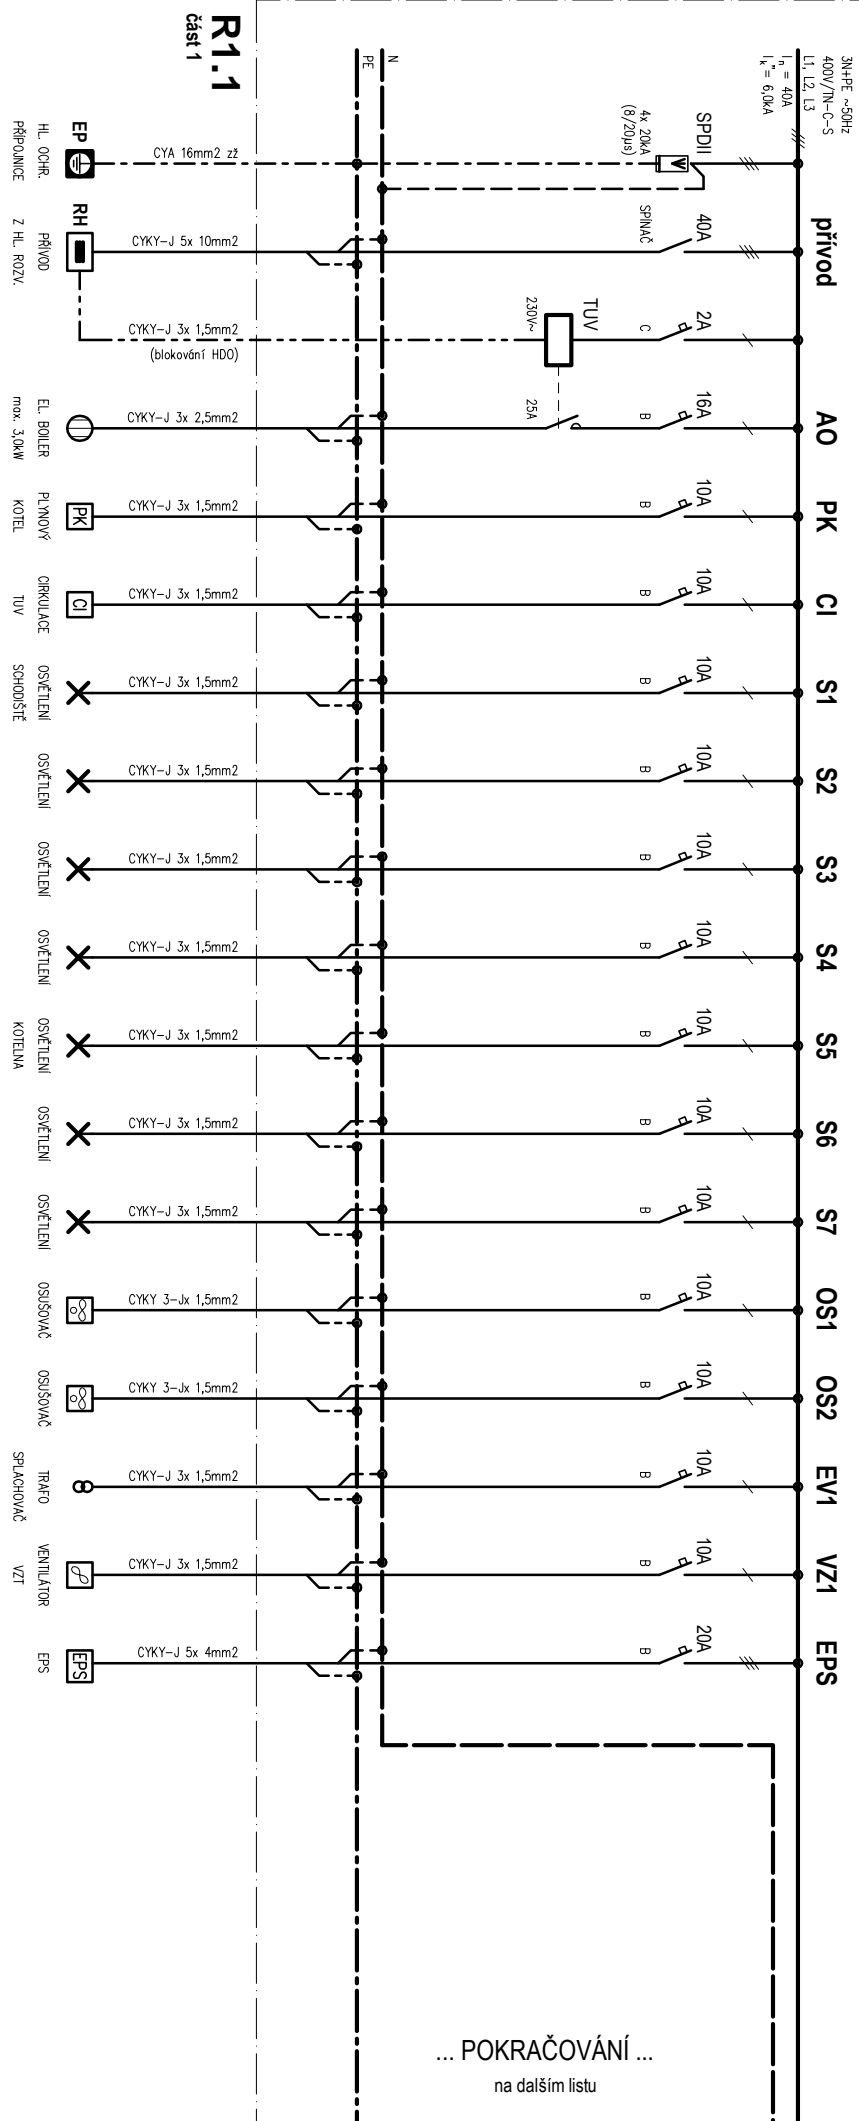 3N+PE ~50Hz
400V/TN-C-S
L1, L2, L3
In = 40A
Ik" = 6,0kA
N
PE
R1.1
část 1
SPDII
4x 20kA
(8/20µs)
CYA 16mm2 zž
EP
HL. OCHR.
PŘÍPOJNICE
přívod
40A
SPÍNAČ
CYKY-J 5x 10mm2
RH
PŘÍVOD
Z HL. ROZV.
2A
C
TUV
230V~
CYKY-J 3x 1,5mm2
(blokování HDO)
AO
16A
B
25A
CYKY-J 3x 2,5mm2
EL. BOILER
max. 3,0kW
PK
10A
B
CYKY-J 3x 1,5mm2
PK
PLYNOVÝ
KOTEL
CI
10A
B
CYKY-J 3x 1,5mm2
CI
CIRKULACE
TUV
S1
10A
B
CYKY-J 3x 1,5mm2
OSVĚTLENÍ
SCHODIŠTĚ
S2
10A
B
CYKY-J 3x 1,5mm2
OSVĚTLENÍ
S3
10A
B
CYKY-J 3x 1,5mm2
OSVĚTLENÍ
S4
10A
B
CYKY-J 3x 1,5mm2
OSVĚTLENÍ
S5
10A
B
CYKY-J 3x 1,5mm2
OSVĚTLENÍ
KOTELNA
S6
10A
B
CYKY-J 3x 1,5mm2
OSVĚTLENÍ
S7
10A
B
CYKY-J 3x 1,5mm2
OSVĚTLENÍ
OS1
10A
B
CYKY 3-Jx 1,5mm2
OSUŠOVAČ
OS2
10A
B
CYKY 3-Jx 1,5mm2
OSUŠOVAČ
EV1
10A
B
CYKY-J 3x 1,5mm2
TRAFO
SPLACHOVAČ
VZ1
10A
B
CYKY-J 3x 1,5mm2
VENTILÁTOR
VZT
EPS
20A
B
CYKY-J 5x 4mm2
EPS
EPS
... POKRAČOVÁNÍ ...
na dalším listu